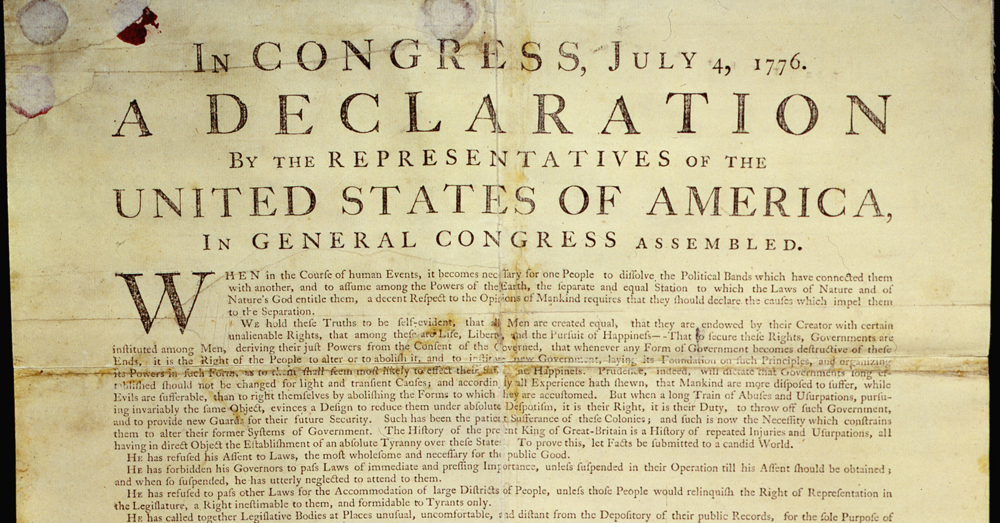 IN CONGRESS, JULY 4, 1776.
A DECLARATION
BY THE REPRESENTATIVES OF THE
UNITED STATES OF AMERICA,
IN GENERAL CONGRESS ASSEMBLED.
WHEN in the Courſe of human Events, it becomes neceſſary for one People to diſſolve the Political Bands which have connected them
with another, and to aſſume among the Powers of the Earth, the ſeparate and equal Station to which the Laws of Nature and of
Nature's God entitle them, a decent Reſpect to the Opinions of Mankind requires that they ſhould declare the cauſes which impel them
to the Separation.
WE hold theſe Truths to be ſelf-evident, that all Men are created equal, that they are endowed by their Creator with certain
unalienable Rights, that among theſe are Life, Liberty, and the Purſuit of Happineſs—-That to ſecure theſe Rights, Governments are
inſtituted among Men, deriving their juſt Powers from the Conſent of the Governed, that whenever any Form of Government becomes deſtructive of theſe
Ends, it is the Right of the People to alter or to aboliſh it, and to inſtitute new Government, laying its Foundation on ſuch Principles, and organizing
its Powers in ſuch Form, as to them ſhall ſeem moſt likely to effect their Happineſs. Prudence, indeed, will dictate that Governments long eſ-
tabliſhed ſhould not be changed for light and tranſient Cauſes; and accordingly all Experience hath ſhewn, that Mankind are more diſpoſed to ſuffer, while
Evils are ſufferable, than to right themſelves by aboliſhing the Forms to which they are accuſtomed. But when a long Train of Abuſes and Uſurpations, purſu-
ing invariably the ſame Object, evinces a Deſign to reduce them under abſolute Deſpotiſm, it is their Right, it is their Duty, to throw off ſuch Government,
and to provide new Guards for their future Security. Such has been the patient Sufferance of theſe Colonies; and ſuch is now the Neceſſity which conſtrains
them to alter their former Syſtems of Government. The Hiſtory of the preſent King of Great-Britain is a Hiſtory of repeated Injuries and Uſurpations, all
having in direct Object the Eſtabliſhment of an abſolute Tyranny over theſe States. To prove this, let Facts be ſubmitted to a candid World.
HE has refuſed his Aſſent to Laws, the moſt wholeſome and neceſſary for the public Good.
HE has forbidden his Governors to paſs Laws of immediate and preſſing Importance, unleſs ſuſpended in their Operation till his Aſſent ſhould be obtained;
and when ſo ſuſpended, he has utterly neglected to attend to them.
HE has refuſed to paſs other Laws for the Accommodation of large Diſtricts of People, unleſs thoſe People would relinquiſh the Right of Repreſentation in
the Legiſlature, a Right ineſtimable to them, and formidable to Tyrants only.
HE has called together Legiſlative Bodies at Places unuſual, uncomfortable, and diſtant from the Depoſitory of their public Records, for the ſole Purpoſe of